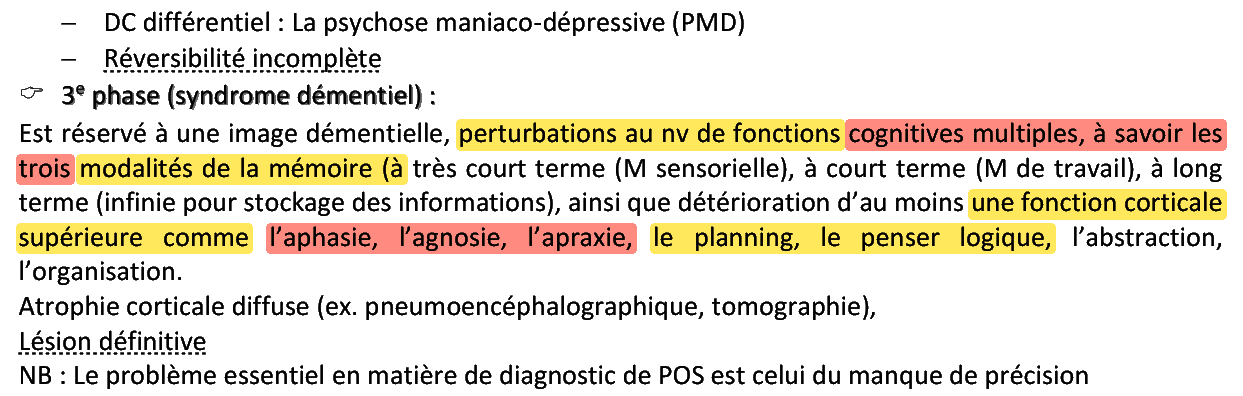 – DC différentiel : La psychose maniaco-dépressive (PMD)
– Réversibilité incomplète
☞ 3e phase (syndrome démentiel) :
Est réservé à une image démentielle, perturbations au nv de fonctions cognitives multiples, à savoir les
trois modalités de la mémoire (à très court terme (M sensorielle), à court terme (M de travail), à long
terme (infinie pour stockage des informations), ainsi que détérioration d’au moins une fonction corticale
supérieure comme l’aphasie, l’agnosie, l’apraxie, le planning, le penser logique, l’abstraction,
l’organisation.
Atrophie corticale diffuse (ex. pneumoencéphalographique, tomographie),
Lésion définitive
NB : Le problème essentiel en matière de diagnostic de POS est celui du manque de précision